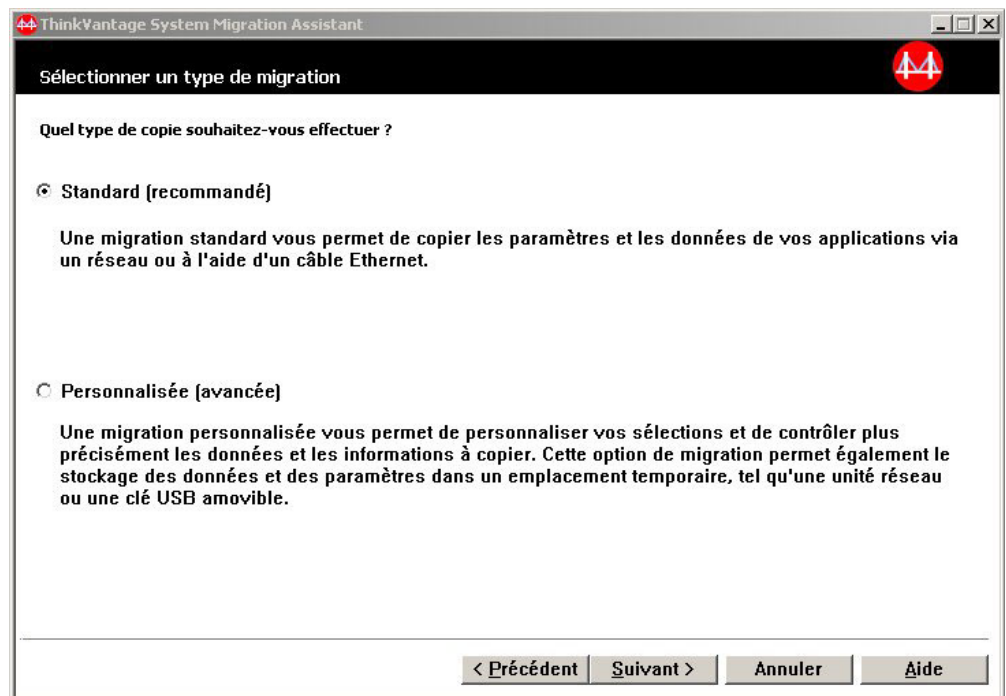 ThinkVantage System Migration Assistant
Sélectionner un type de migration
Quel type de copie souhaitez-vous effectuer ?
Standard (recommandé)
Une migration standard vous permet de copier les paramètres et les données de vos applications via
un réseau ou à l'aide d'un câble Ethernet.
Personnalisée (avancée)
Une migration personnalisée vous permet de personnaliser vos sélections et de contrôler plus
précisément les données et les informations à copier. Cette option de migration permet également le
stockage des données et des paramètres dans un emplacement temporaire, tel qu'une unité réseau
ou une clé USB amovible.
< Précédent Suivant > Annuler Aide